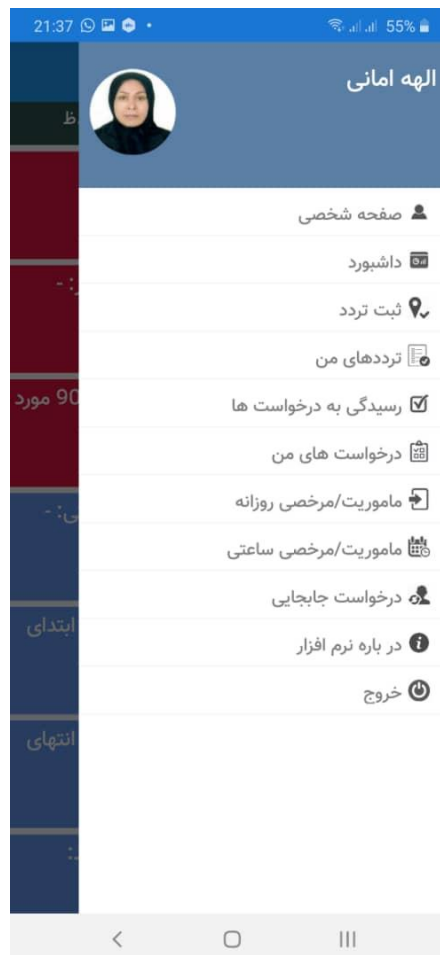 21:37
55%
الهه امانی
صفحه شخصی
داشبورد
ثبت تردد
ترددهای من
رسیدگی به درخواست ها
درخواست های من
ماموریت/مرخصی روزانه
ماموریت/مرخصی ساعتی
درخواست جابجایی
در باره نرم افزار
خروج
90 مورد
ابتدای
انتهای